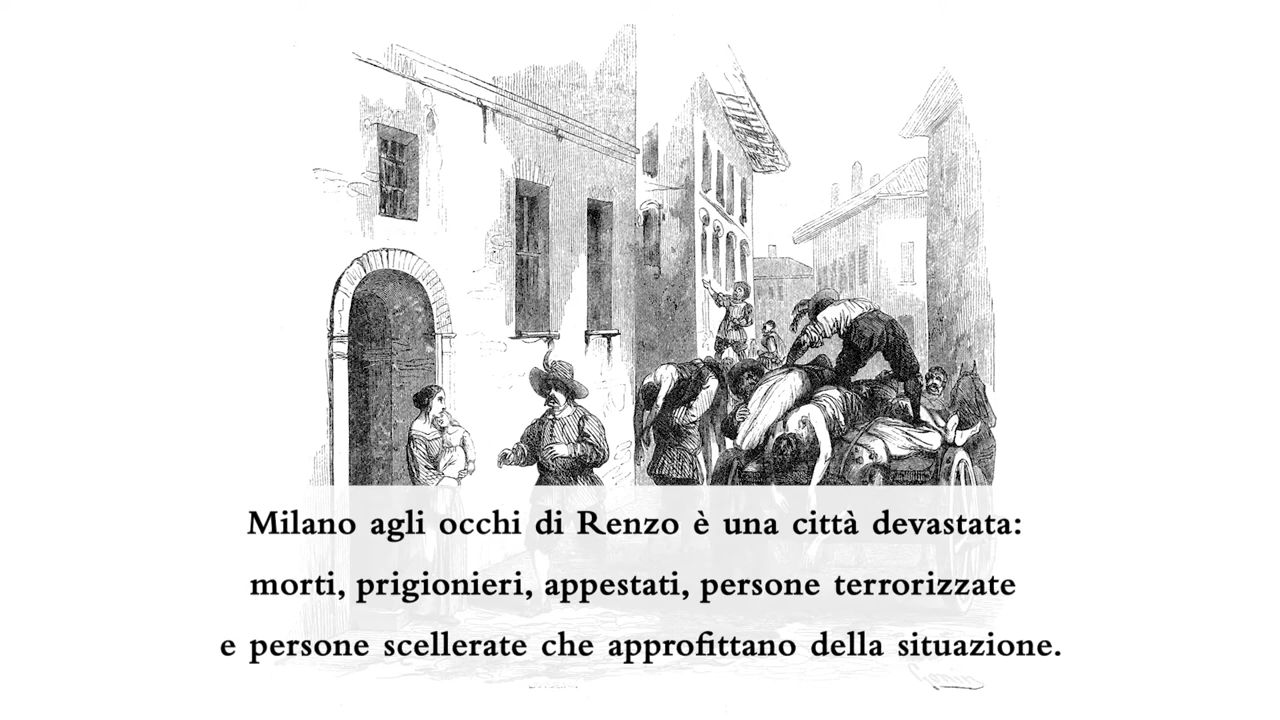 Milano agli occhi di Renzo è una città devastata:
morti, prigionieri, appestati, persone terrorizzate
e persone scellerate che approfittano della situazione.